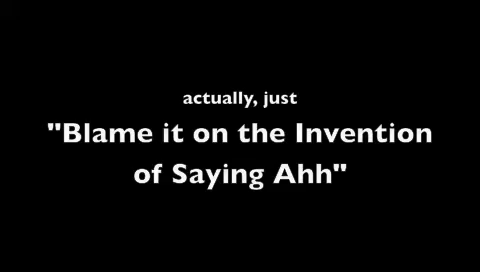 actually, just
"Blame it on the Invention
of Saying Ahh"